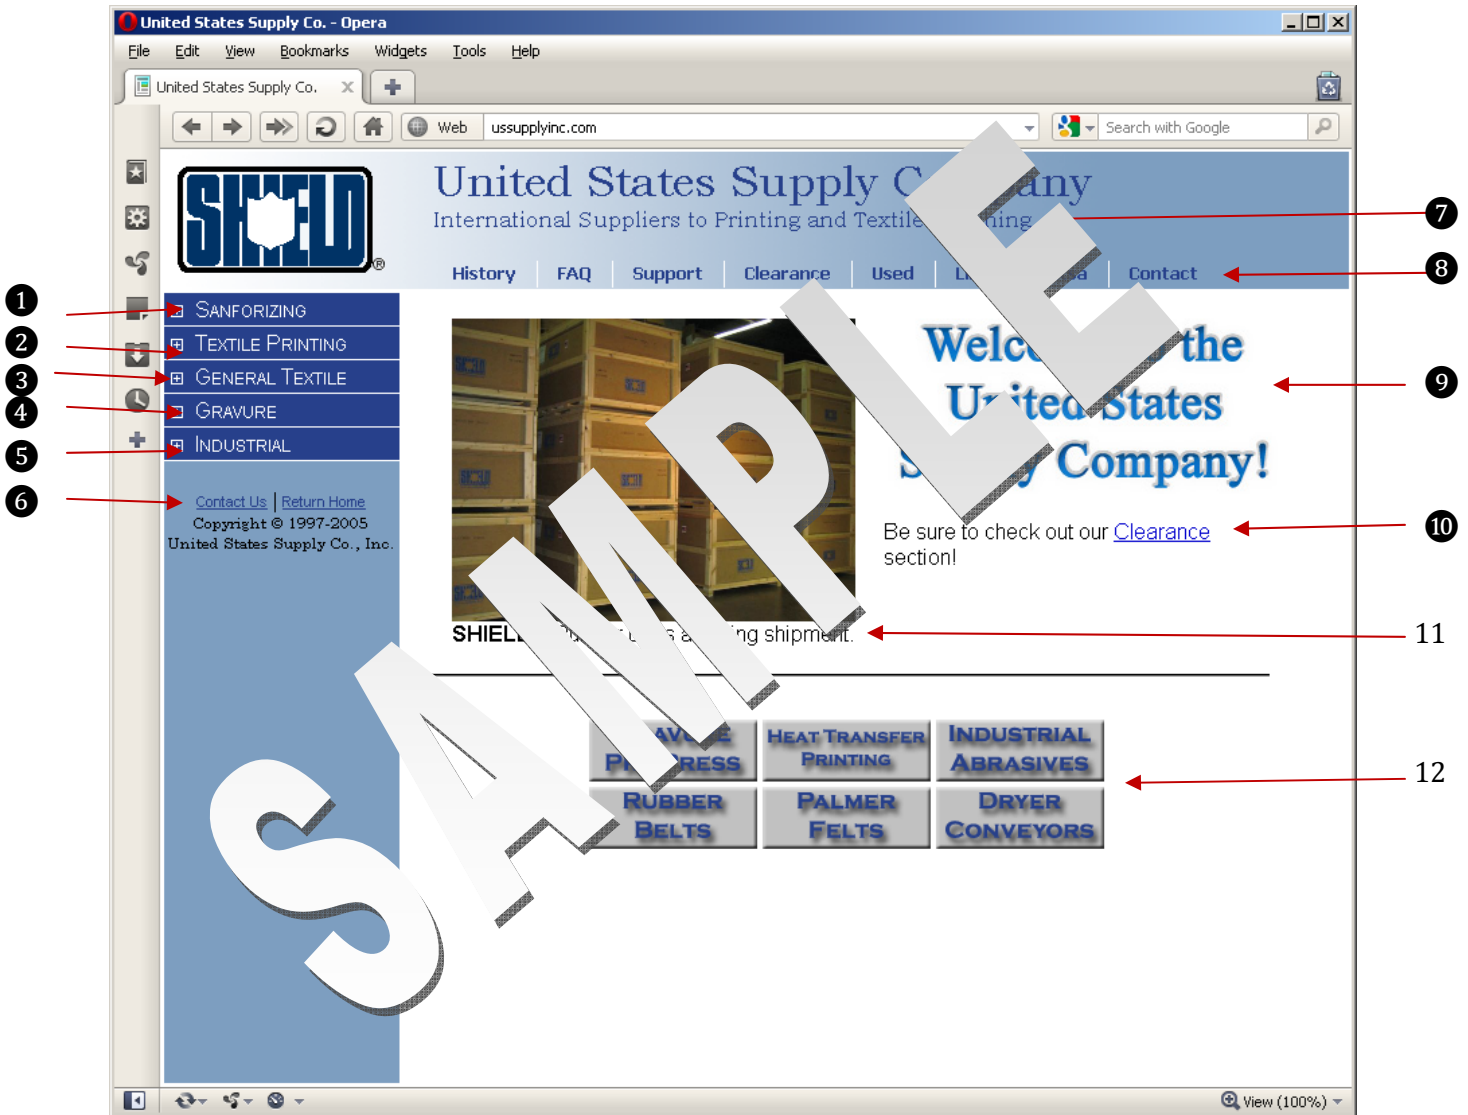 United States Supply Co. - Opera
File Edit View Bookmarks Widgets Tools Help
United States Supply Co.
Web ussupplyinc.com Search with Google
SHIELD ®
United States Supply
International Suppliers to Printing and Textile
History FAQ Support Clearance Used Contact
7
8
1 SANFORIZING
2 TEXTILE PRINTING
3 GENERAL TEXTILE
4 GRAVURE
5 INDUSTRIAL
6 Contact Us | Return Home
Copyright © 1997-2005
United States Supply Co., Inc.
the
United States
Company!
9
Be sure to check out our Clearance
section!
10
shipment.
11
HEAT TRANSFER
PRINTING
INDUSTRIAL
ABRASIVES
RUBBER
BELTS
PALMER
FELTS
DRYER
CONVEYORS
12
SAMPLE
View (100%)